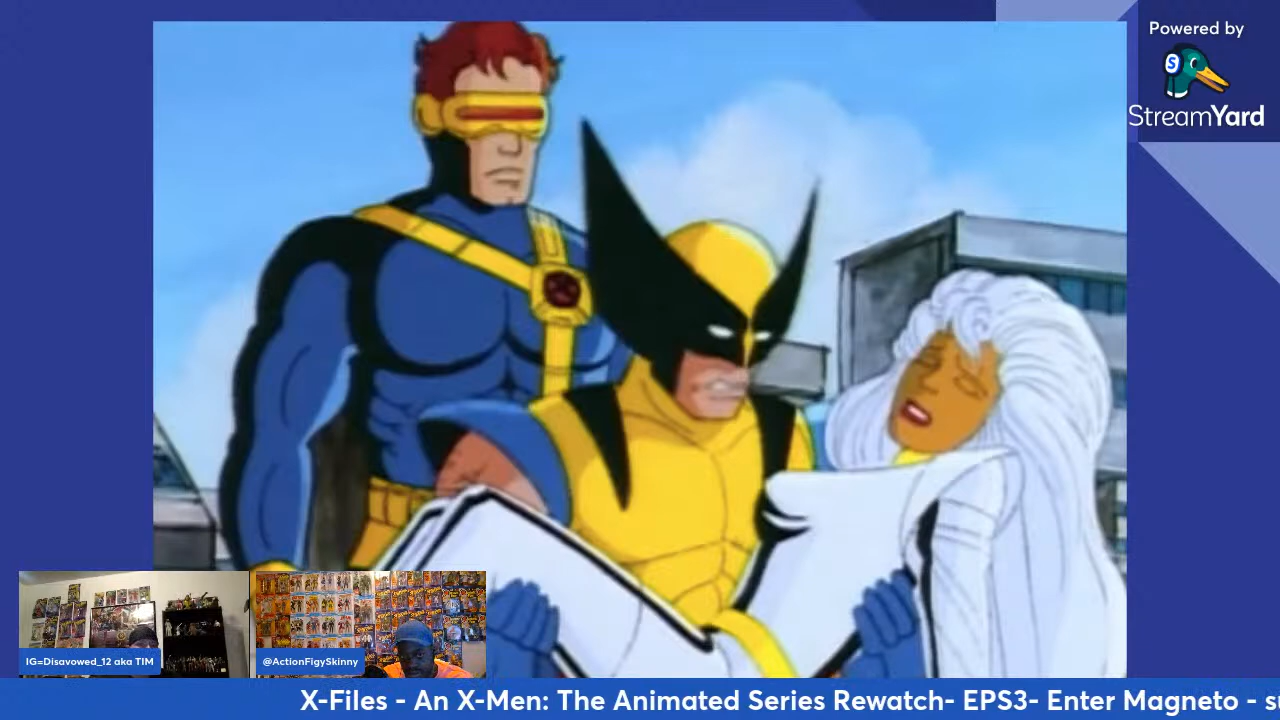 Powered by
StreamYard
IG=Disavowed_12 aka TIM
@ActionFigySkinny
X-Files - An X-Men: The Animated Series Rewatch- EPS3- Enter Magneto - s